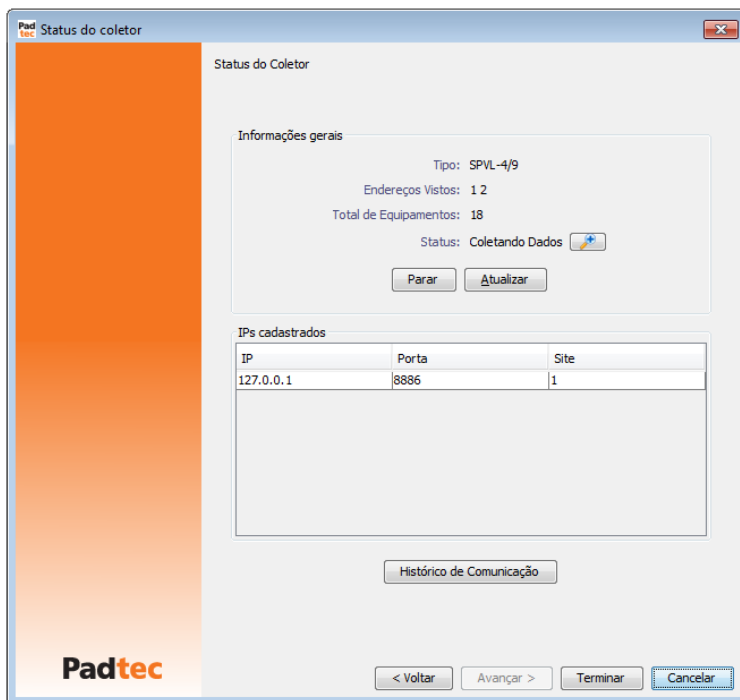 Pad
tec Status do coletor
Status do Coletor
Informações gerais
Tipo: SPVL-4/9
Endereços Vistos: 1 2
Total de Equipamentos: 18
Status: Coletando Dados
Parar Atualizar
IPs cadastrados
IP Porta Site
127.0.0.1 8886 1
Histórico de Comunicação
Padtec
< Voltar Avançar > Terminar Cancelar